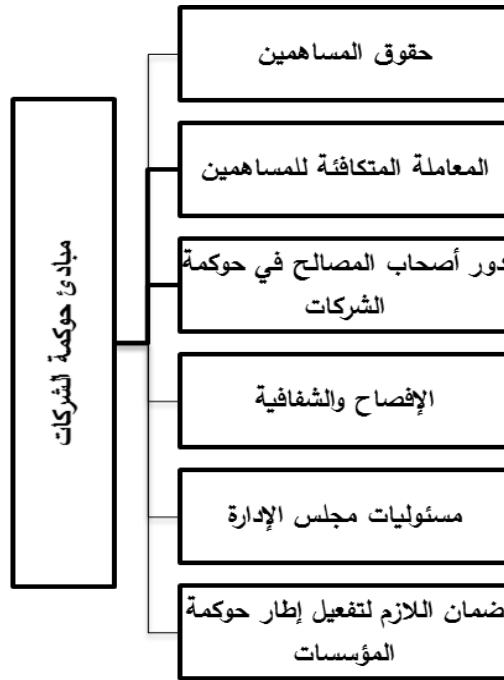 حقوق المساهمين
المعاملة المتكافئة للمساهمين
دور أصحاب المصالح في حوكمة
الشركات
الإفصاح والشفافية
مسئوليات مجلس الإدارة
ضمان اللازم لتفعيل إطار حوكمة
المؤسسات
مبادئ حوكمة الشركات